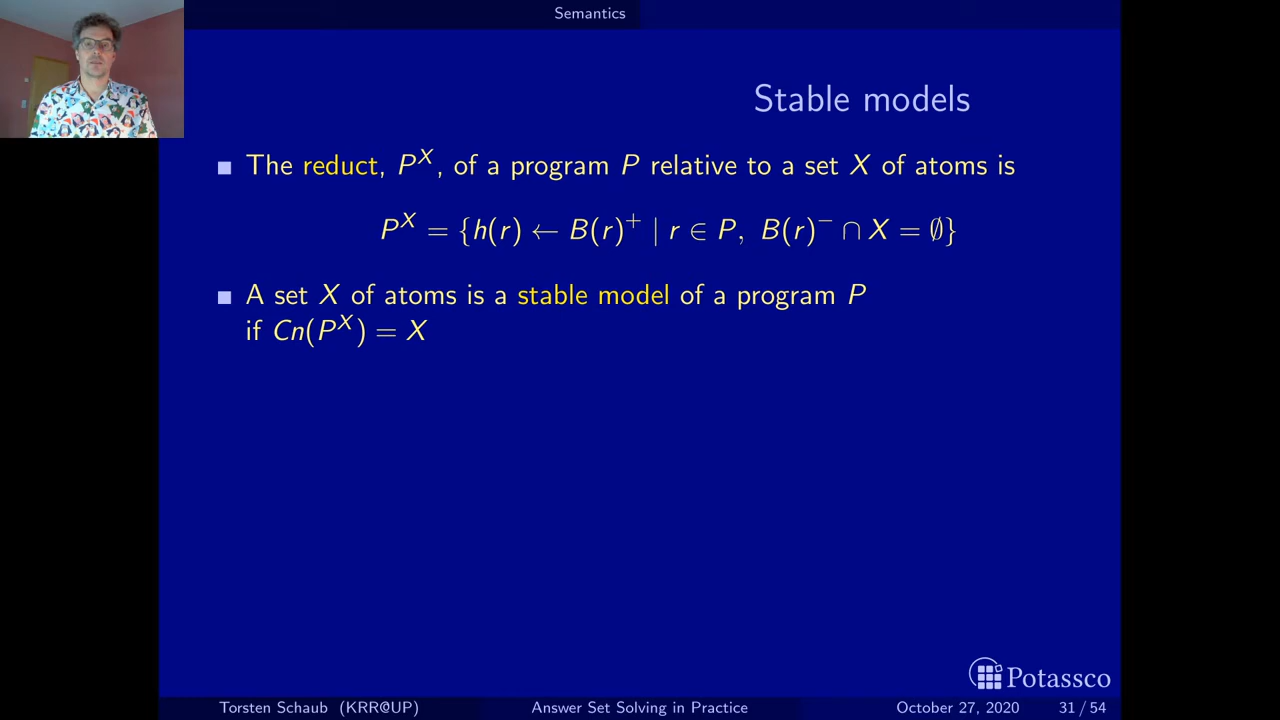 Semantics
Stable models
■ The reduct, P^X, of a program P relative to a set X of atoms is
P^X = {h(r) ← B(r)^+ | r ∈ P, B(r)^− ∩ X = ∅}
■ A set X of atoms is a stable model of a program P
if Cn(P^X) = X
Potassco
Torsten Schaub (KRR@UP) Answer Set Solving in Practice October 27, 2020 31 / 54